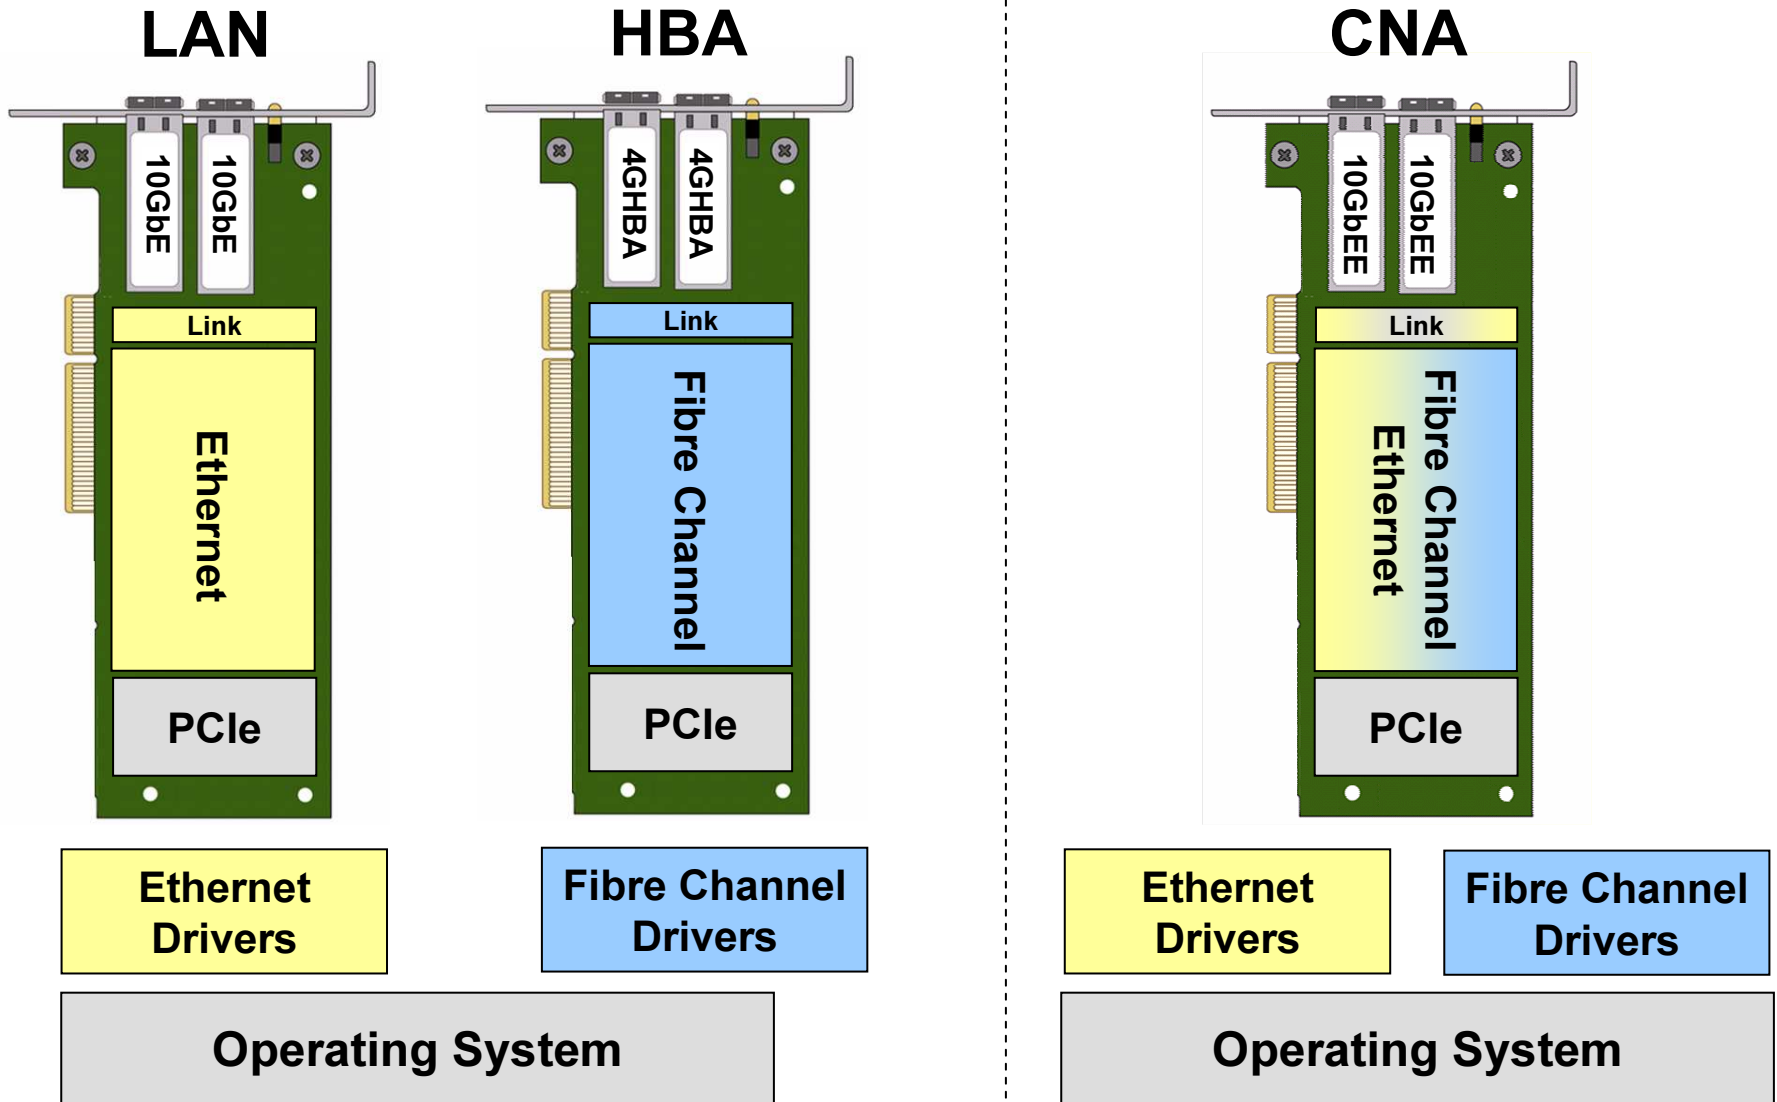 LAN
HBA
CNA
10GbE
10GbE
4GHBA
4GHBA
10GbEE
10GbEE
Link
Link
Link
Ethernet
Fibre Channel
Fibre Channel
Ethernet
PCIe
PCIe
PCIe
Ethernet
Drivers
Fibre Channel
Drivers
Ethernet
Drivers
Fibre Channel
Drivers
Operating System
Operating System